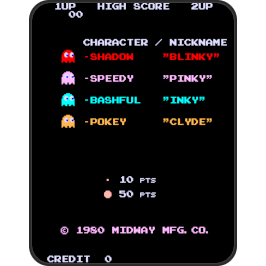 1UP HIGH SCORE 2UP
00
CHARACTER / NICKNAME
-SHADOW "BLINKY"
-SPEEDY "PINKY"
-BASHFUL "INKY"
-POKEY "CLYDE"
10 PTS
50 PTS
© 1980 MIDWAY MFG.CO.
CREDIT 0